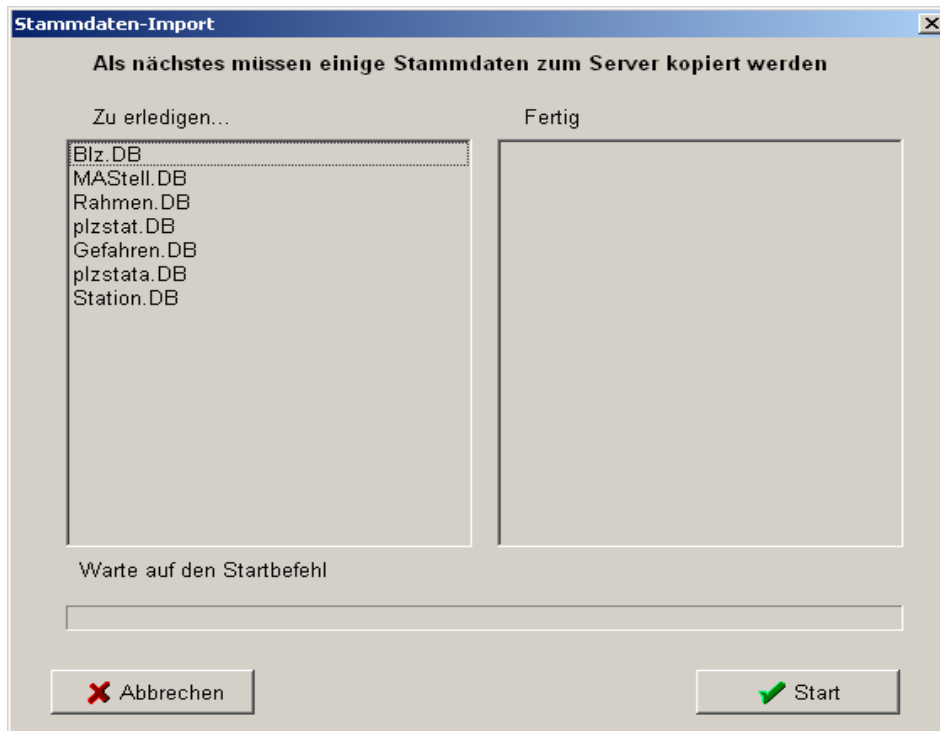 Stammdaten-Import
Als nächstes müssen einige Stammdaten zum Server kopiert werden
Zu erledigen...
Fertig
Blz.DB
MAStell.DB
Rahmen.DB
plzstat.DB
Gefahren.DB
plzstata.DB
Station.DB
Warte auf den Startbefehl
Abbrechen
Start